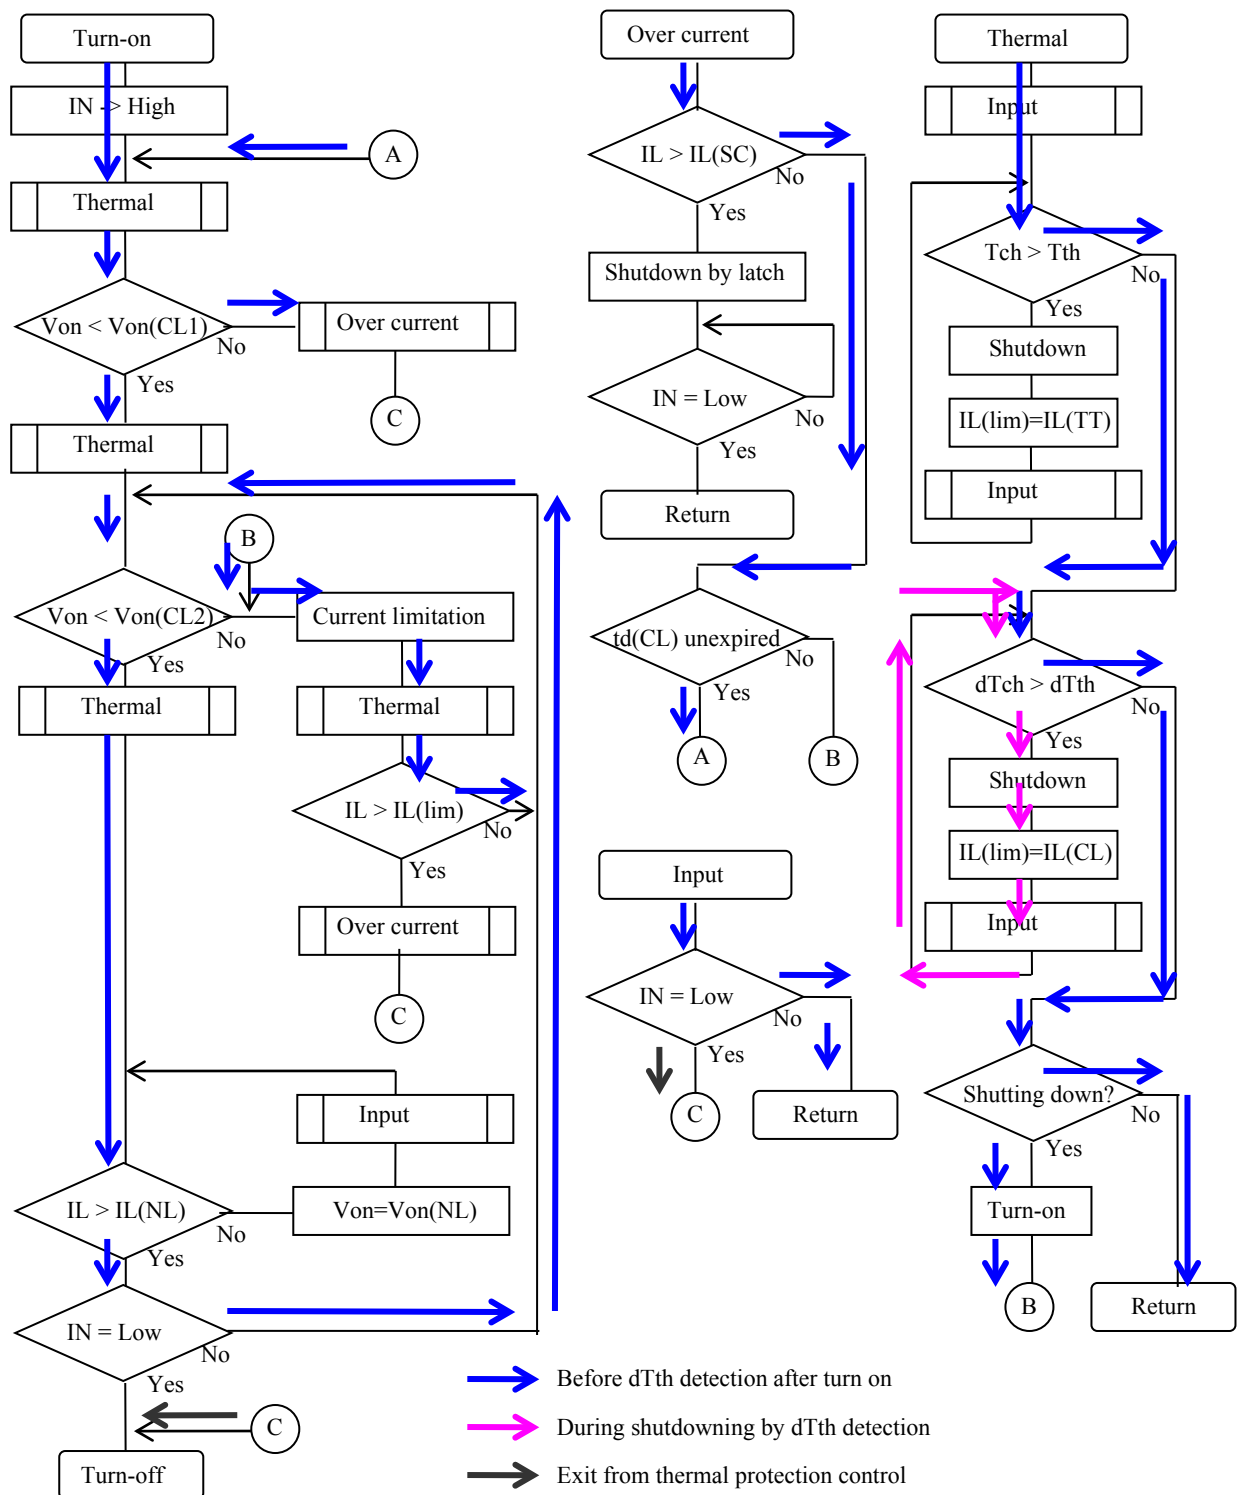 Turn-on
IN -> High
A
Thermal
Von < Von(CL1)
No
Yes
Over current
C
Thermal
B
Von < Von(CL2)
No
Yes
Current limitation
Thermal
Thermal
IL > IL(lim)
No
Yes
Over current
C
Input
Von=Von(NL)
IL > IL(NL)
No
Yes
IN = Low
No
Yes
C
Turn-off
Over current
IL > IL(SC)
No
Yes
Shutdown by latch
IN = Low
No
Yes
Return
td(CL) unexpired
No
Yes
A
B
Input
IN = Low
No
Yes
C
Return
Thermal
Input
Tch > Tth
No
Yes
Shutdown
IL(lim)=IL(TT)
Input
dTch > dTth
No
Yes
Shutdown
IL(lim)=IL(CL)
Input
Shutting down?
No
Yes
Turn-on
B
Return
Before dTth detection after turn on
During shutdowning by dTth detection
Exit from thermal protection control